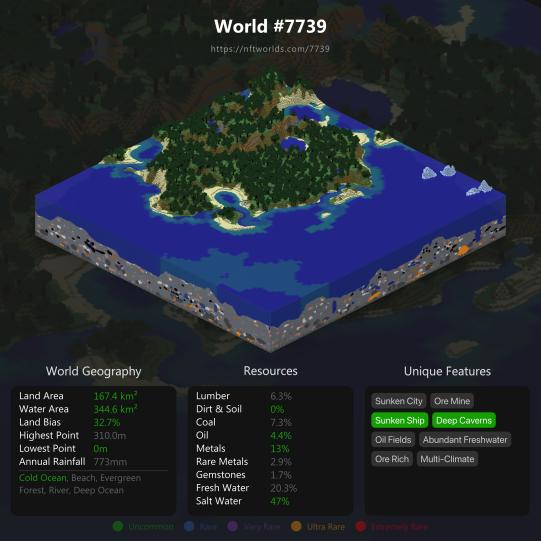 World #7739
https://nftworlds.com/7739
World Geography
Land Area 167.4 km²
Water Area 344.6 km²
Land Bias 32.7%
Highest Point 310.0m
Lowest Point 0m
Annual Rainfall 773mm
Cold Ocean, Beach, Evergreen
Forest, River, Deep Ocean
Resources
Lumber 6.3%
Dirt & Soil 0%
Coal 7.3%
Oil 4.4%
Metals 13%
Rare Metals 2.9%
Gemstones 1.7%
Fresh Water 20.3%
Salt Water 47%
Unique Features
Sunken City Ore Mine
Sunken Ship Deep Caverns
Oil Fields Abundant Freshwater
Ore Rich Multi-Climate
Uncommon Rare Very Rare Ultra Rare Extremely Rare